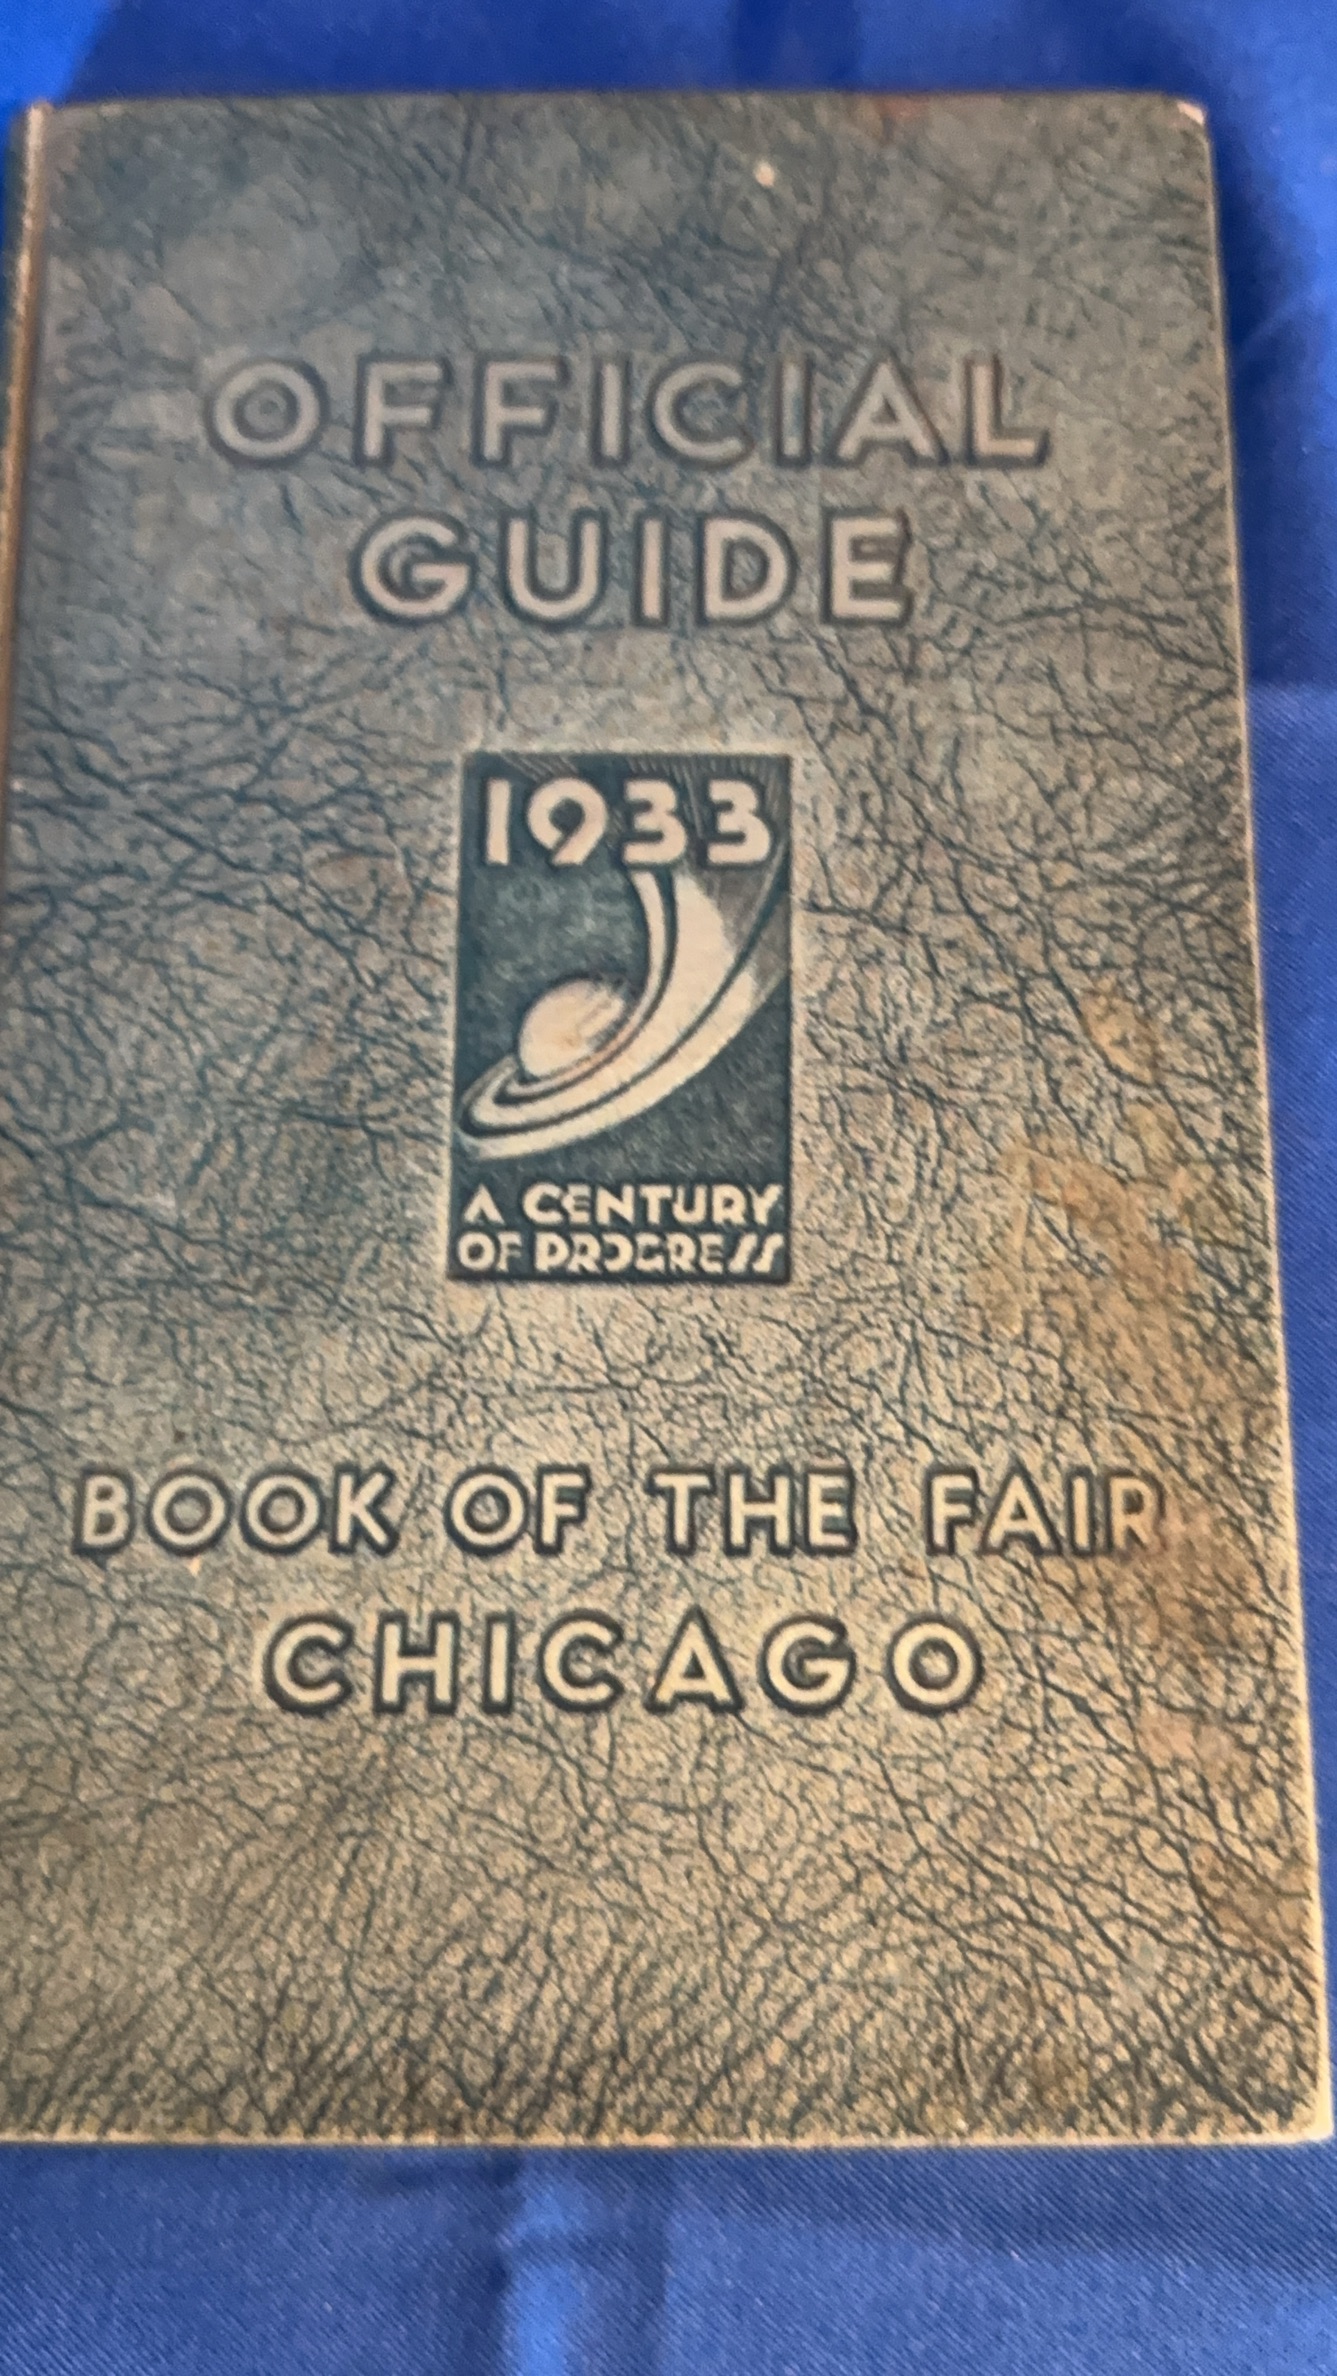 OFFICIAL
GUIDE
1933
A CENTURY
OF PROGRESS
BOOK OF THE FAIR
CHICAGO